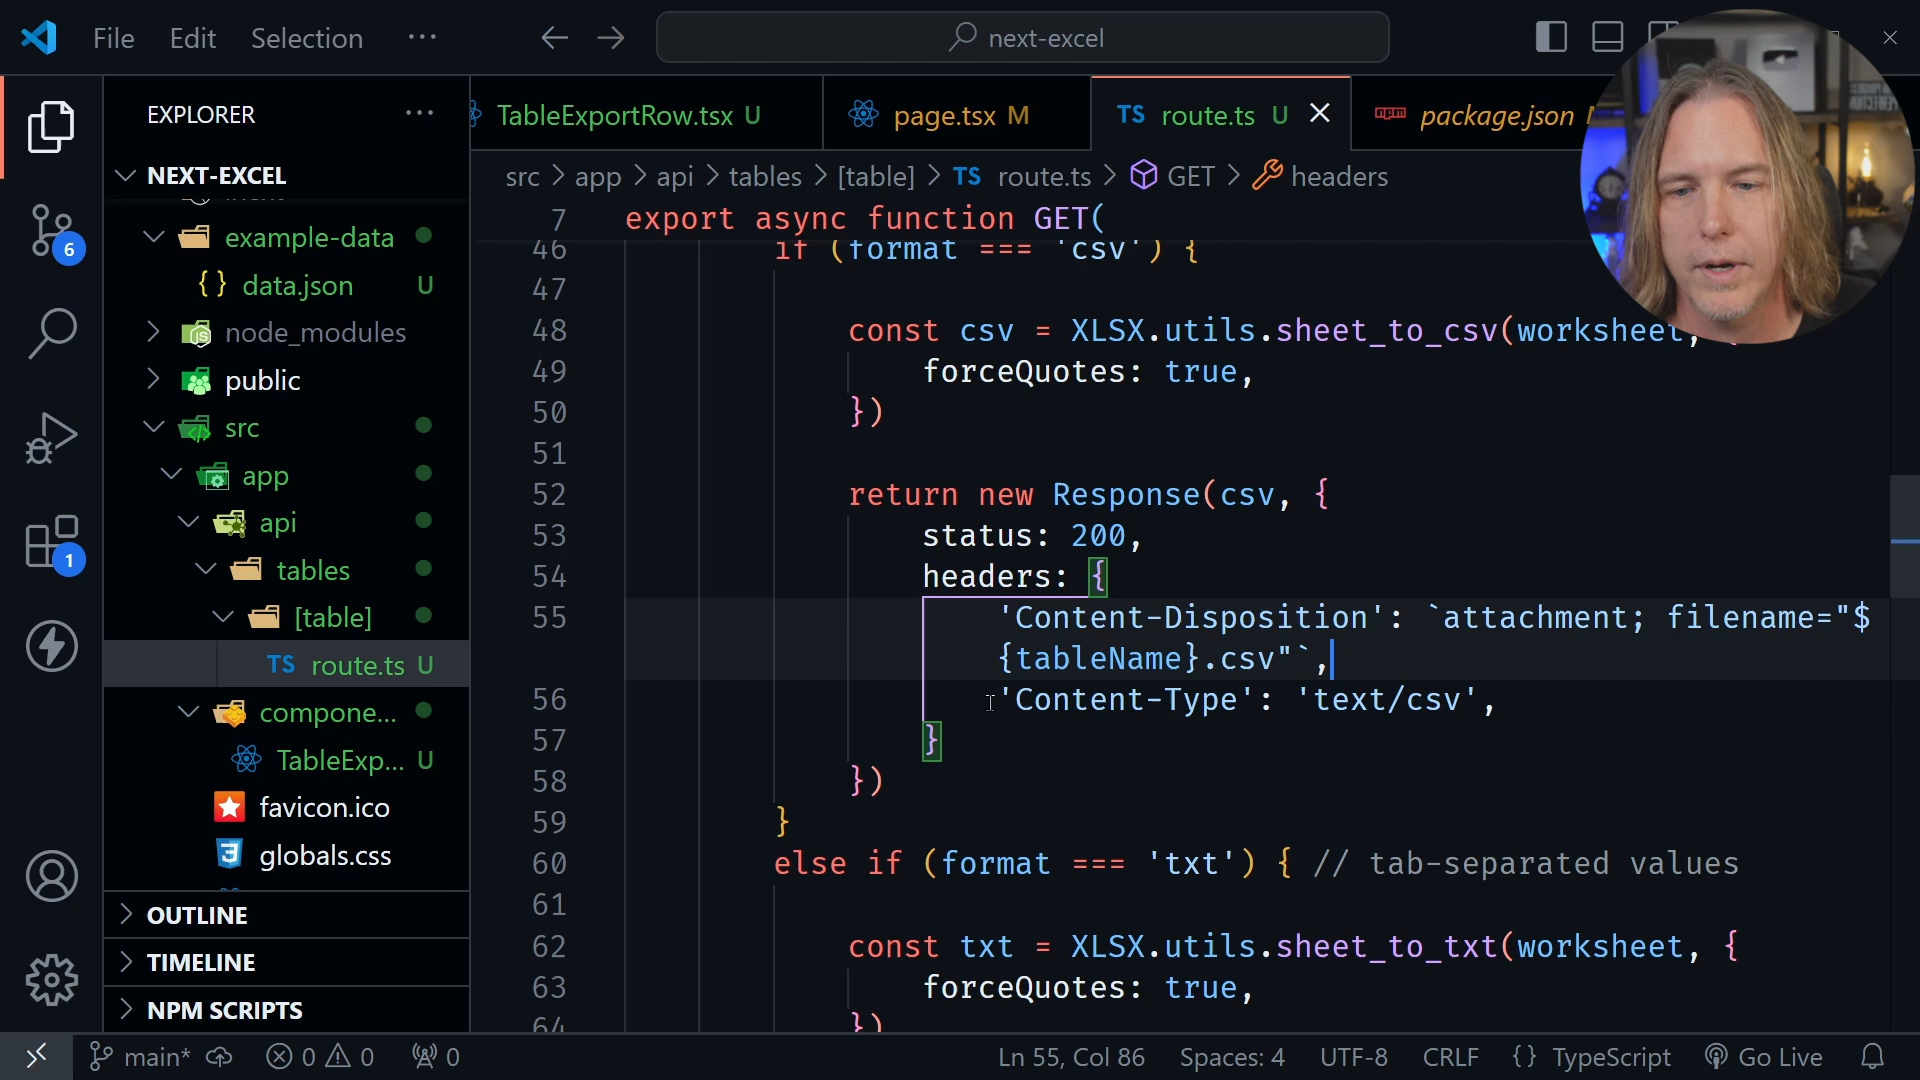 File Edit Selection ··· next-excel
EXPLORER ···
TableExportRow.tsx U
page.tsx M
TS route.ts U
package.json
NEXT-EXCEL
src > app > api > tables > [table] > TS route.ts > GET > headers
example-data
{} data.json U
node_modules
public
src
app
api
tables
[table]
TS route.ts U
compone...
TableExp... U
favicon.ico
globals.css
OUTLINE
TIMELINE
NPM SCRIPTS
6
1
7 export async function GET(
46 if (format === 'csv') {
47
48 const csv = XLSX.utils.sheet_to_csv(worksheet, {
49 forceQuotes: true,
50 })
51
52 return new Response(csv, {
53 status: 200,
54 headers: {
55 'Content-Disposition': `attachment; filename="$
{tableName}.csv"`,
56 'Content-Type': 'text/csv',
57 }
58 })
59 }
60 else if (format === 'txt') { // tab-separated values
61
62 const txt = XLSX.utils.sheet_to_txt(worksheet, {
63 forceQuotes: true,
64 })
main* 0 0 0 Ln 55, Col 86 Spaces: 4 UTF-8 CRLF {} TypeScript Go Live